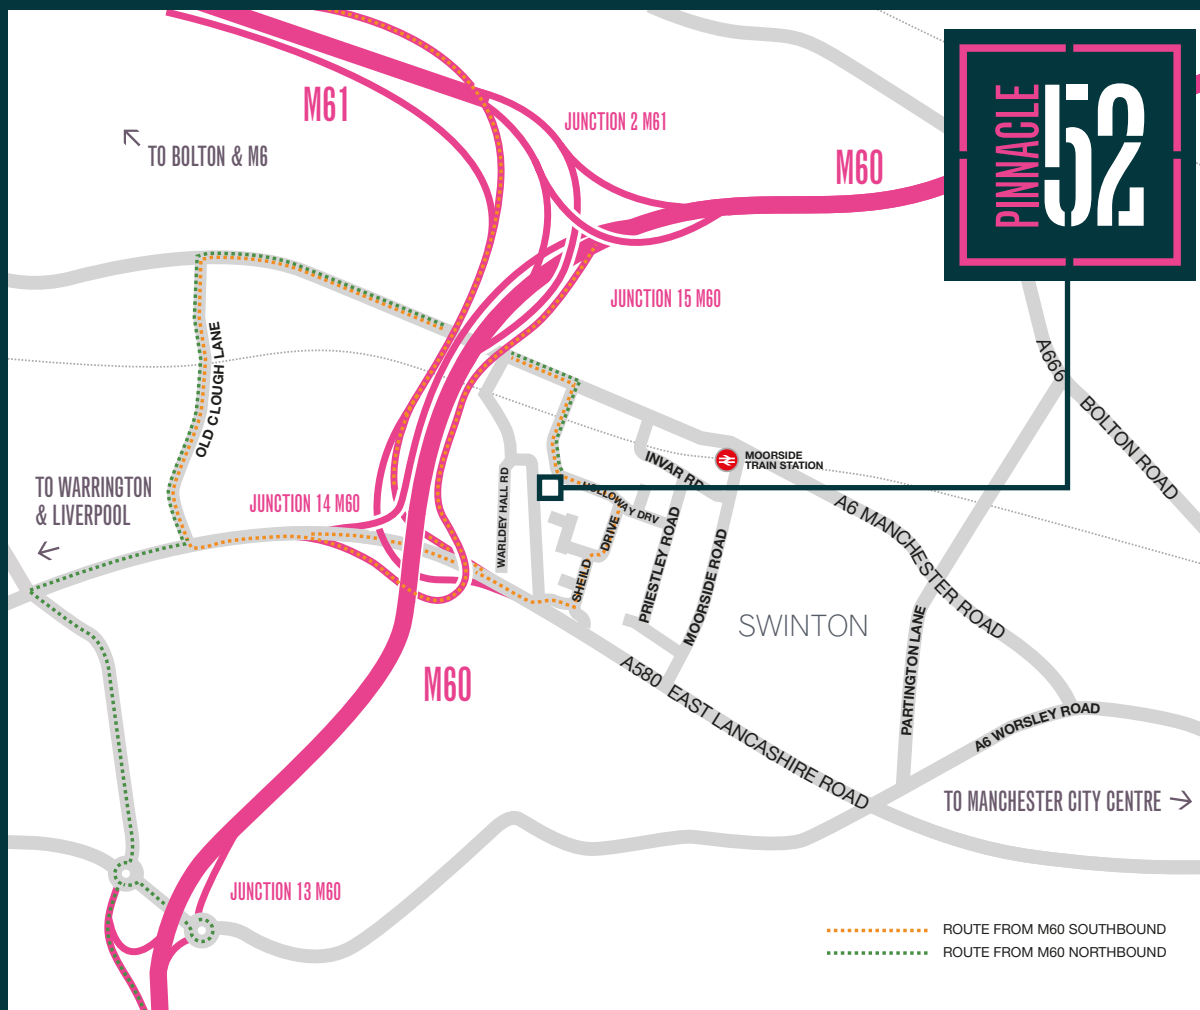 M61
JUNCTION 2 M61
TO BOLTON & M6
M60
PINNACLE
52
JUNCTION 15 M60
OLD CLOUGH LANE
A666
BOLTON ROAD
MOORSIDE
TRAIN STATION
INVAR RD
TO WARRINGTON
& LIVERPOOL
JUNCTION 14 M60
WARLDEY HALL RD
HOLLOWAY DRV
SHEILD DRIVE
PRIESTLEY ROAD
MOORSIDE ROAD
A6 MANCHESTER ROAD
SWINTON
PARTINGTON LANE
M60
A580 EAST LANCASHIRE ROAD
A6 WORSLEY ROAD
TO MANCHESTER CITY CENTRE
JUNCTION 13 M60
ROUTE FROM M60 SOUTHBOUND
ROUTE FROM M60 NORTHBOUND